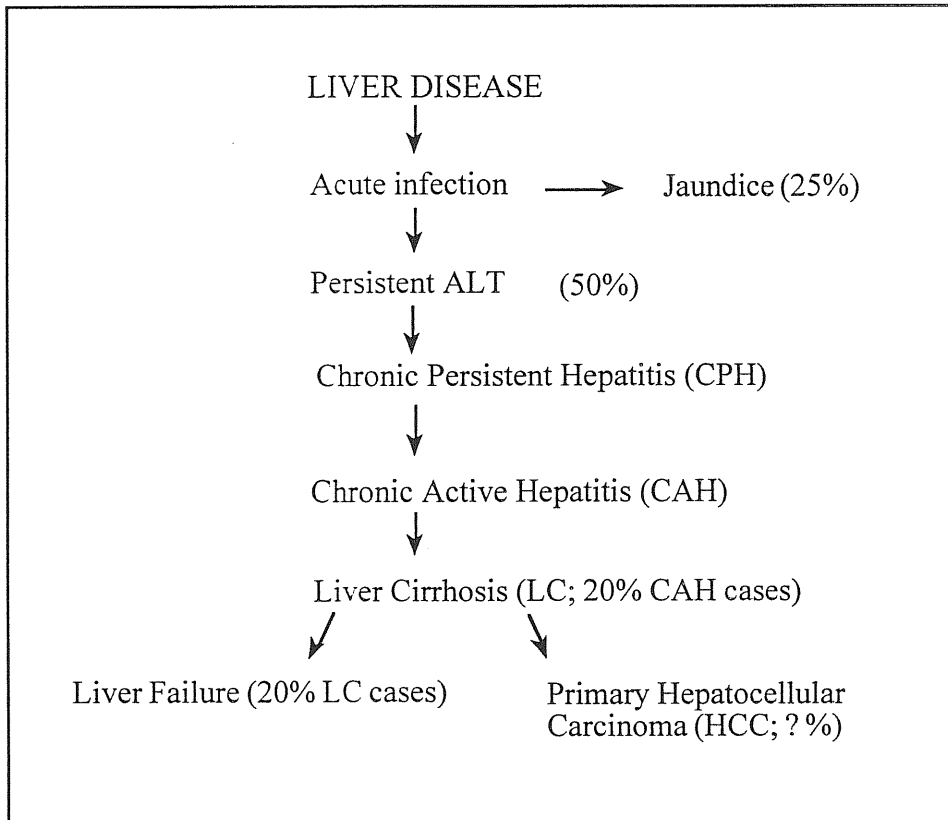 LIVER DISEASE
Acute infection
Jaundice (25%)
Persistent ALT (50%)
Chronic Persistent Hepatitis (CPH)
Chronic Active Hepatitis (CAH)
Liver Cirrhosis (LC; 20% CAH cases)
Liver Failure (20% LC cases)
Primary Hepatocellular
Carcinoma (HCC; ? %)